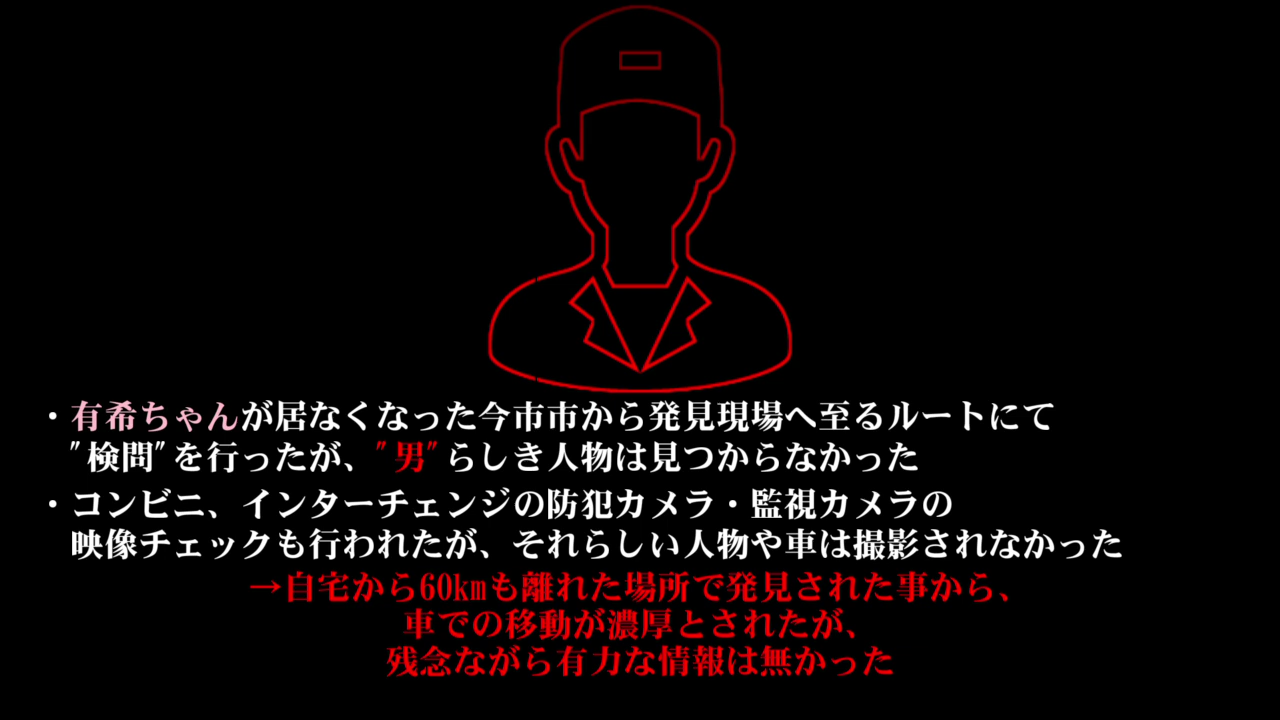 ・有希ちゃんが居なくなった今市市から発見現場へ至るルートにて
"検問"を行ったが、"男"らしき人物は見つからなかった
・コンビニ、インターチェンジの防犯カメラ・監視カメラの
映像チェックも行われたが、それらしい人物や車は撮影されなかった
→自宅から60kmも離れた場所で発見された事から、
車での移動が濃厚とされたが、
残念ながら有力な情報は無かった